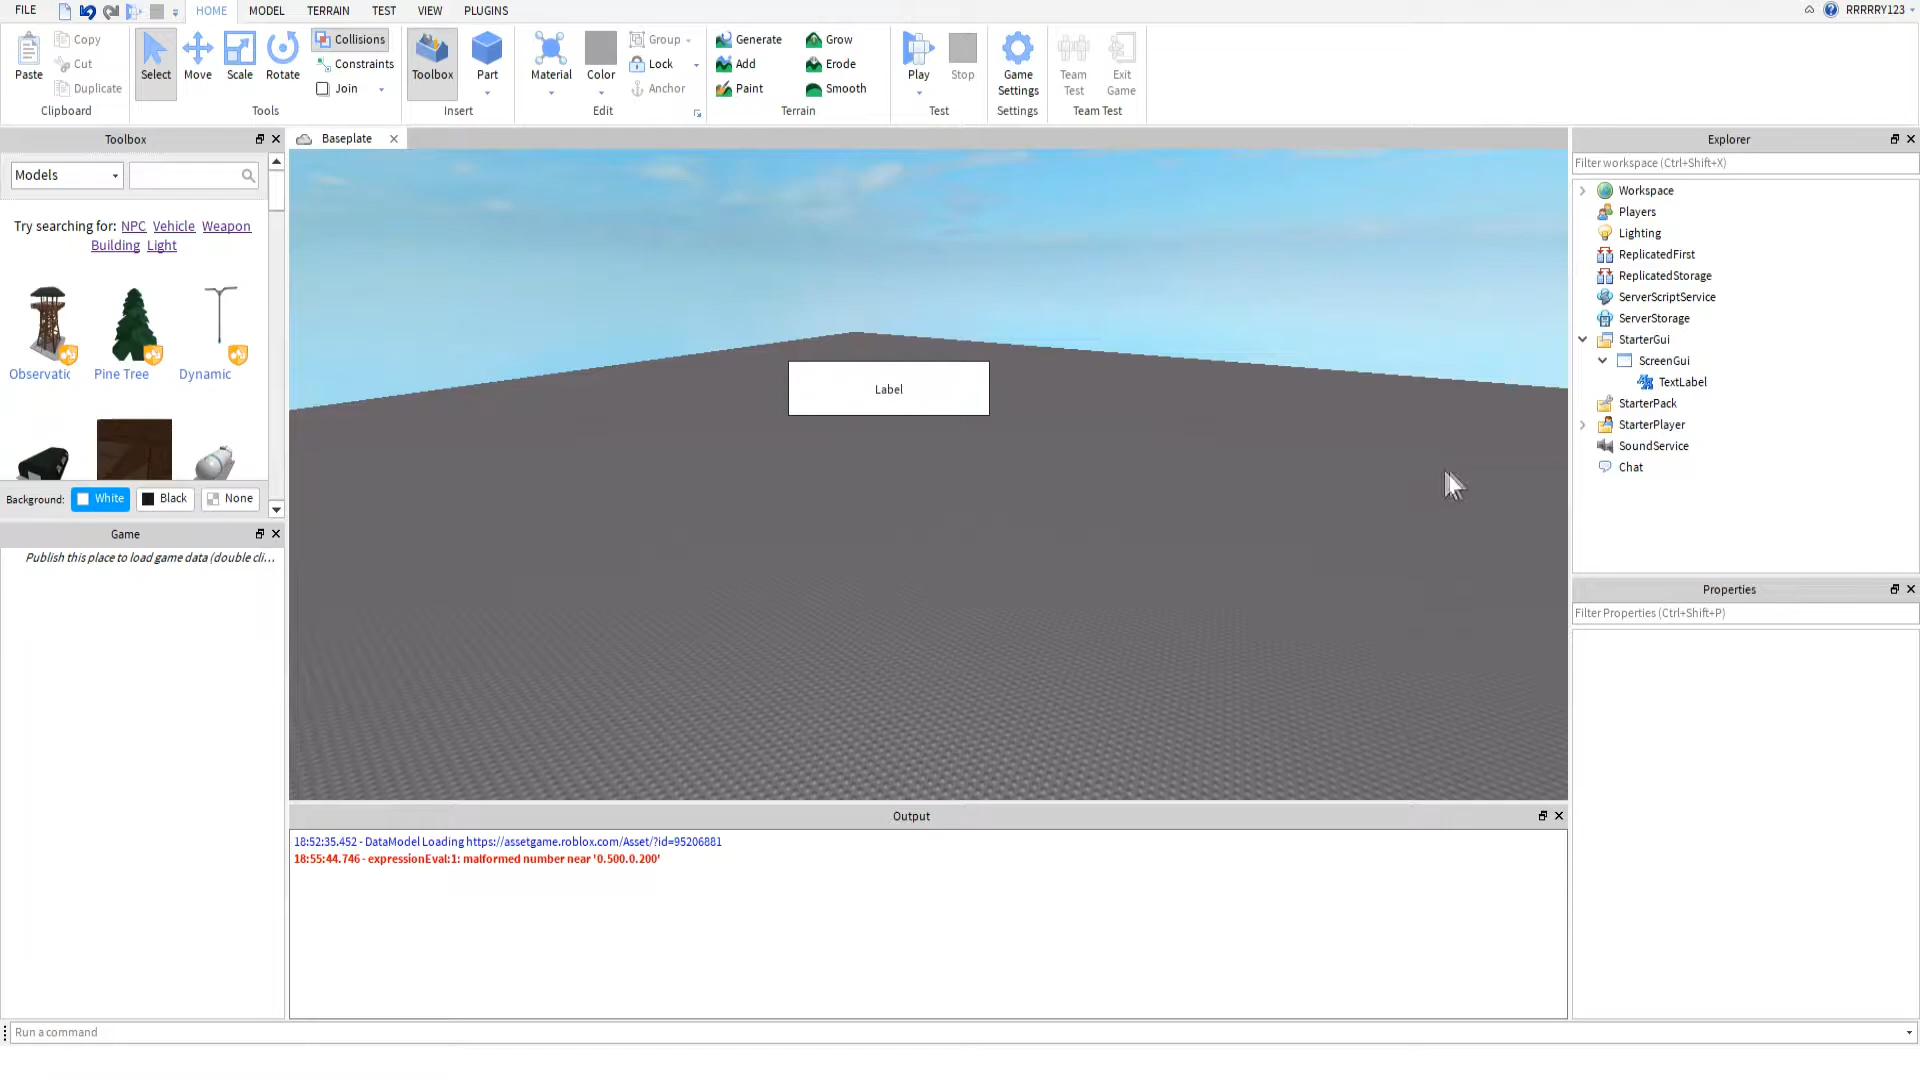 FILE HOME MODEL TERRAIN TEST VIEW PLUGINS RRRRRY123
Paste Copy Cut Duplicate Clipboard
Select Move Scale Rotate Collisions Constraints Join Tools
Toolbox Part Insert
Material Color Group Lock Anchor Edit
Generate Add Paint Grow Erode Smooth Terrain
Play Stop Test
Game Settings Settings
Team Test Exit Game Team Test
Toolbox
Models
Try searching for: NPC Vehicle Weapon
Building Light
Observatic Pine Tree Dynamic
Background: White Black None
Game
Publish this place to load game data (double cli...
Baseplate
Label
Output
18:52:35.452 - DataModel Loading https://assetgame.roblox.com/Asset/?id=95206881
18:55:44.746 - expressionEval:1: malformed number near '0.500.0.200'
Explorer
Filter workspace (Ctrl+Shift+X)
Workspace
Players
Lighting
ReplicatedFirst
ReplicatedStorage
ServerScriptService
ServerStorage
StarterGui
ScreenGui
TextLabel
StarterPack
StarterPlayer
SoundService
Chat
Properties
Filter Properties (Ctrl+Shift+P)
Run a command